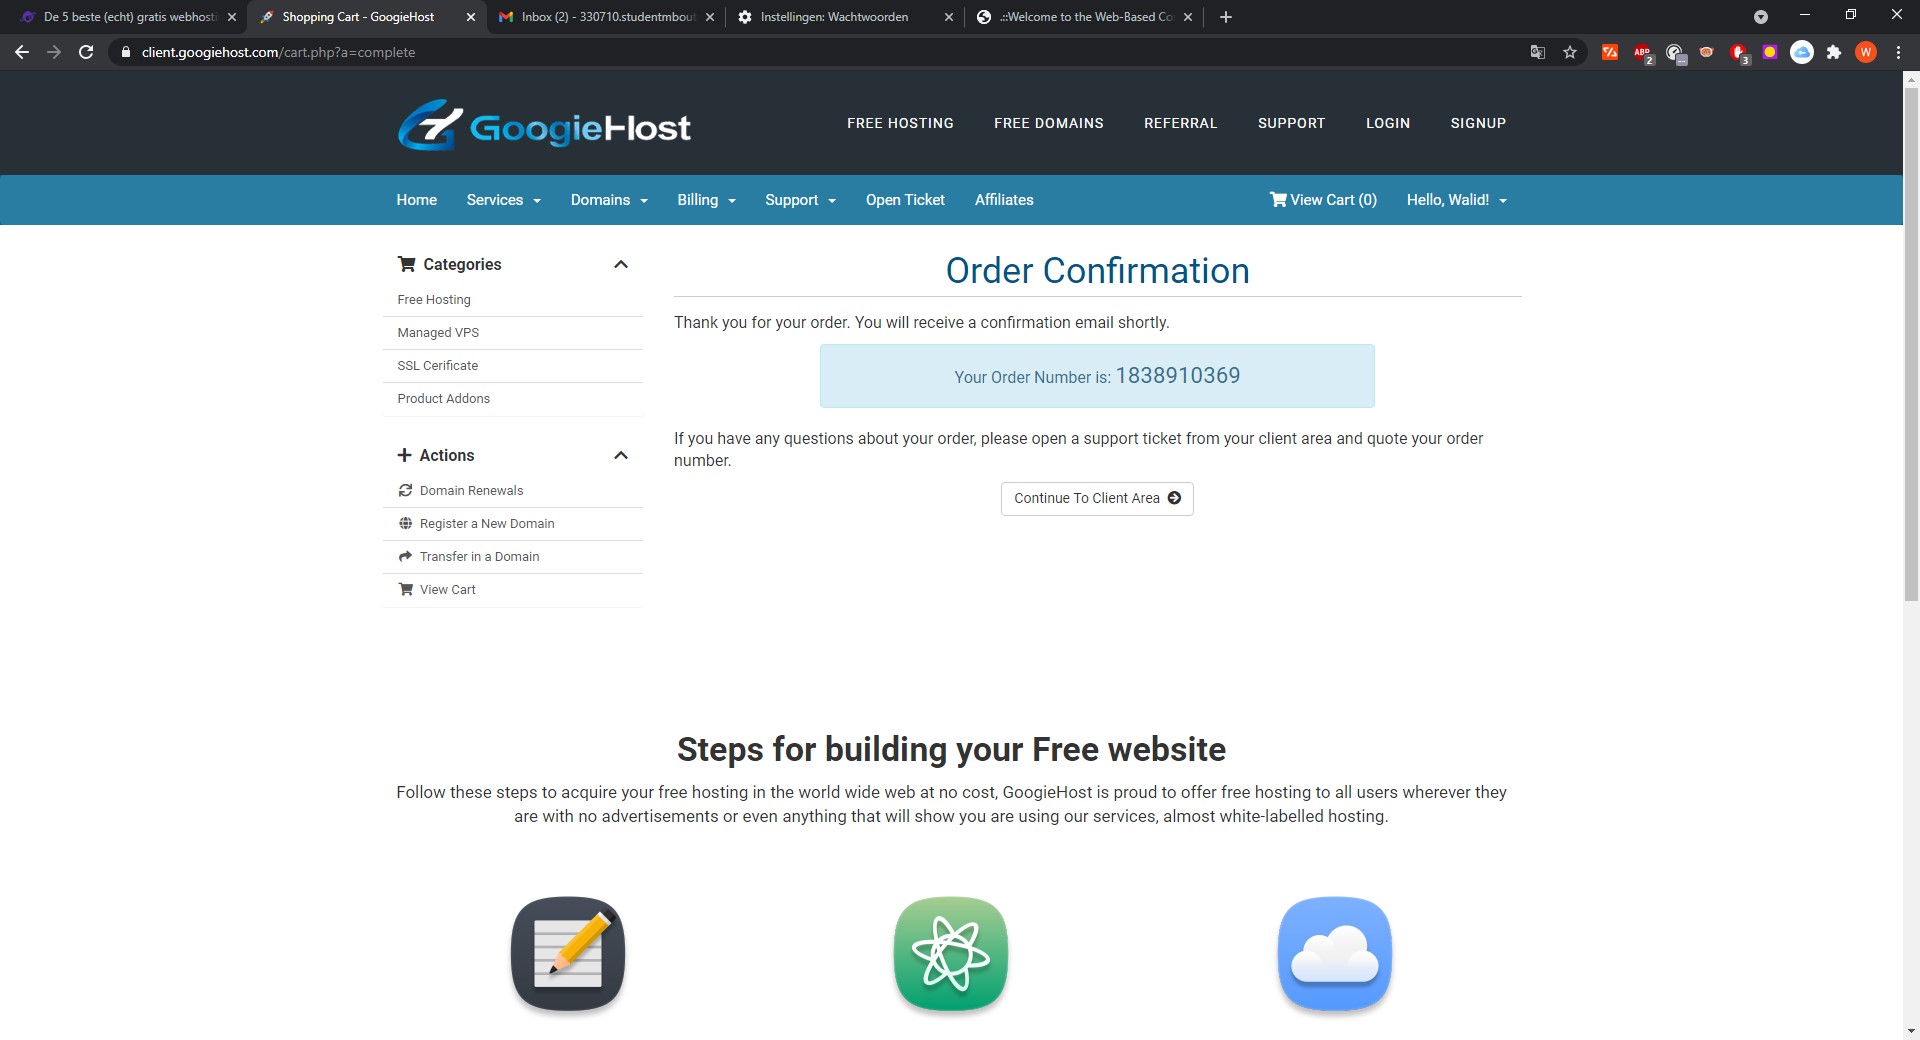 De 5 beste (echt) gratis webhosti
Shopping Cart - GoogieHost
Inbox (2) - 330710.studentmbout
Instellingen: Wachtwoorden
.::Welcome to the Web-Based Co
client.googiehost.com/cart.php?a=complete
ABP
2
3
W
GoogieHost
FREE HOSTING
FREE DOMAINS
REFERRAL
SUPPORT
LOGIN
SIGNUP
Home
Services
Domains
Billing
Support
Open Ticket
Affiliates
View Cart (0)
Hello, Walid!
Categories
Free Hosting
Managed VPS
SSL Cerificate
Product Addons
Actions
Domain Renewals
Register a New Domain
Transfer in a Domain
View Cart
Order Confirmation
Thank you for your order. You will receive a confirmation email shortly.
Your Order Number is: 1838910369
If you have any questions about your order, please open a support ticket from your client area and quote your order
number.
Continue To Client Area
Steps for building your Free website
Follow these steps to acquire your free hosting in the world wide web at no cost, GoogieHost is proud to offer free hosting to all users wherever they
are with no advertisements or even anything that will show you are using our services, almost white-labelled hosting.